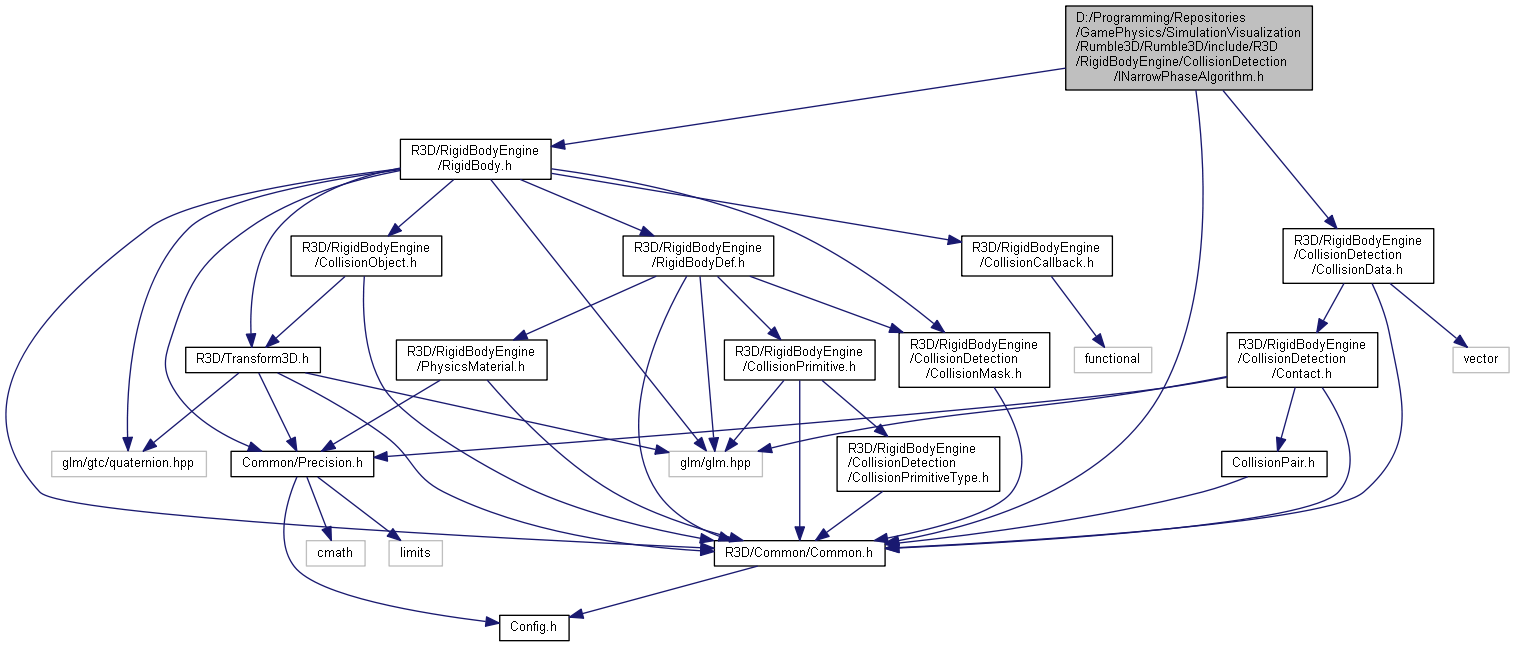 D:/Programming/Repositories
/GamePhysics/SimulationVisualization
/Rumble3D/Rumble3D/include/R3D
/RigidBodyEngine/CollisionDetection
/INarrowPhaseAlgorithm.h
R3D/RigidBodyEngine
/RigidBody.h
R3D/RigidBodyEngine
/CollisionObject.h
R3D/RigidBodyEngine
/RigidBodyDef.h
R3D/RigidBodyEngine
/CollisionCallback.h
R3D/RigidBodyEngine
/CollisionDetection
/CollisionData.h
R3D/Transform3D.h
R3D/RigidBodyEngine
/PhysicsMaterial.h
R3D/RigidBodyEngine
/CollisionPrimitive.h
R3D/RigidBodyEngine
/CollisionDetection
/CollisionMask.h
functional
R3D/RigidBodyEngine
/CollisionDetection
/Contact.h
vector
glm/gtc/quaternion.hpp
Common/Precision.h
glm/glm.hpp
R3D/RigidBodyEngine
/CollisionDetection
/CollisionPrimitiveType.h
CollisionPair.h
cmath
limits
R3D/Common/Common.h
Config.h